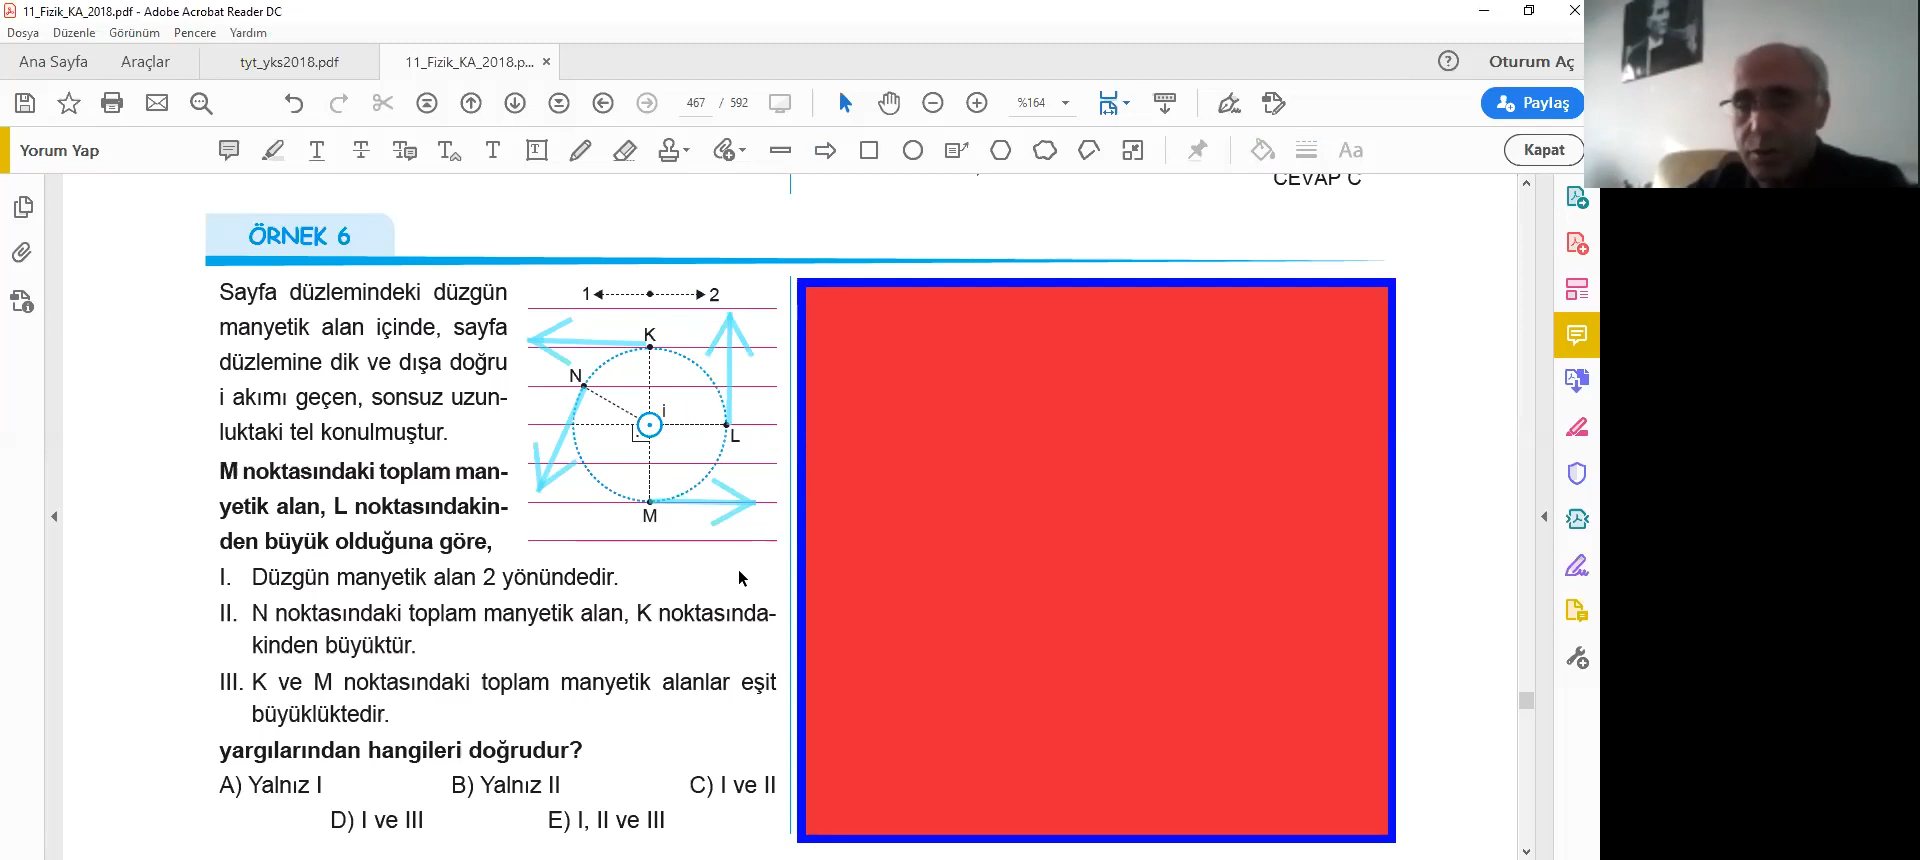 11_Fizik_KA_2018.pdf - Adobe Acrobat Reader DC
Dosya Düzenle Görünüm Pencere Yardım
Ana Sayfa Araçlar tyt_yks2018.pdf 11_Fizik_KA_2018.p... × ? Oturum Aç
467 / 592 %164 Paylaş
Yorum Yap Aa Kapat
CEVAP C
ÖRNEK 6
Sayfa düzlemindeki düzgün
manyetik alan içinde, sayfa
düzlemine dik ve dışa doğru
i akımı geçen, sonsuz uzun-
luktaki tel konulmuştur.
M noktasındaki toplam man-
yetik alan, L noktasındakin-
den büyük olduğuna göre,
1 2
K
N
i
L
M
I. Düzgün manyetik alan 2 yönündedir.
II. N noktasındaki toplam manyetik alan, K noktasında-
kinden büyüktür.
III. K ve M noktasındaki toplam manyetik alanlar eşit
büyüklüktedir.
yargılarından hangileri doğrudur?
A) Yalnız I B) Yalnız II C) I ve II
D) I ve III E) I, II ve III